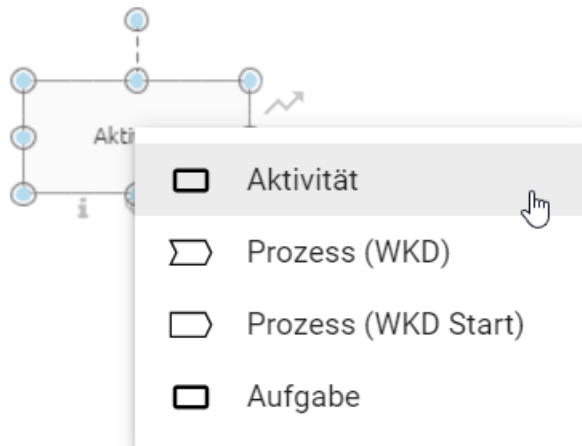 Akti
Aktivität
Prozess (WKD)
Prozess (WKD Start)
Aufgabe